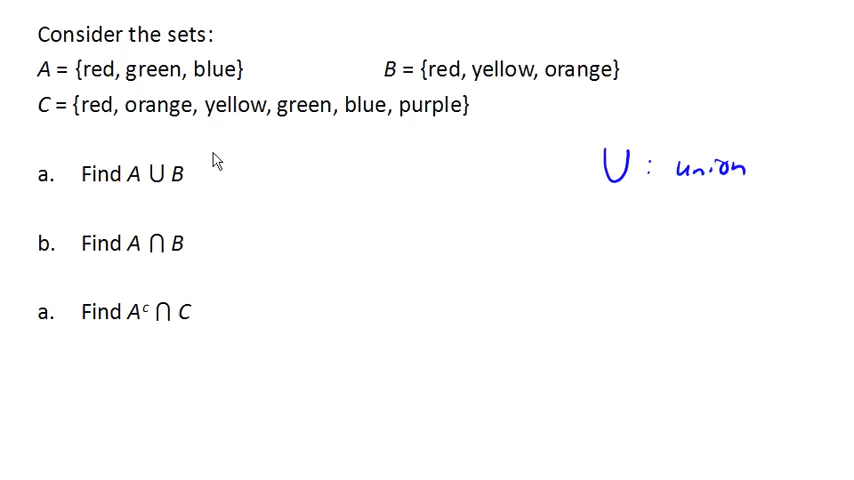 Consider the sets:
A = {red, green, blue} B = {red, yellow, orange}
C = {red, orange, yellow, green, blue, purple}
a. Find A ⋃ B
U : union
b. Find A ⋂ B
a. Find Aᶜ ⋂ C